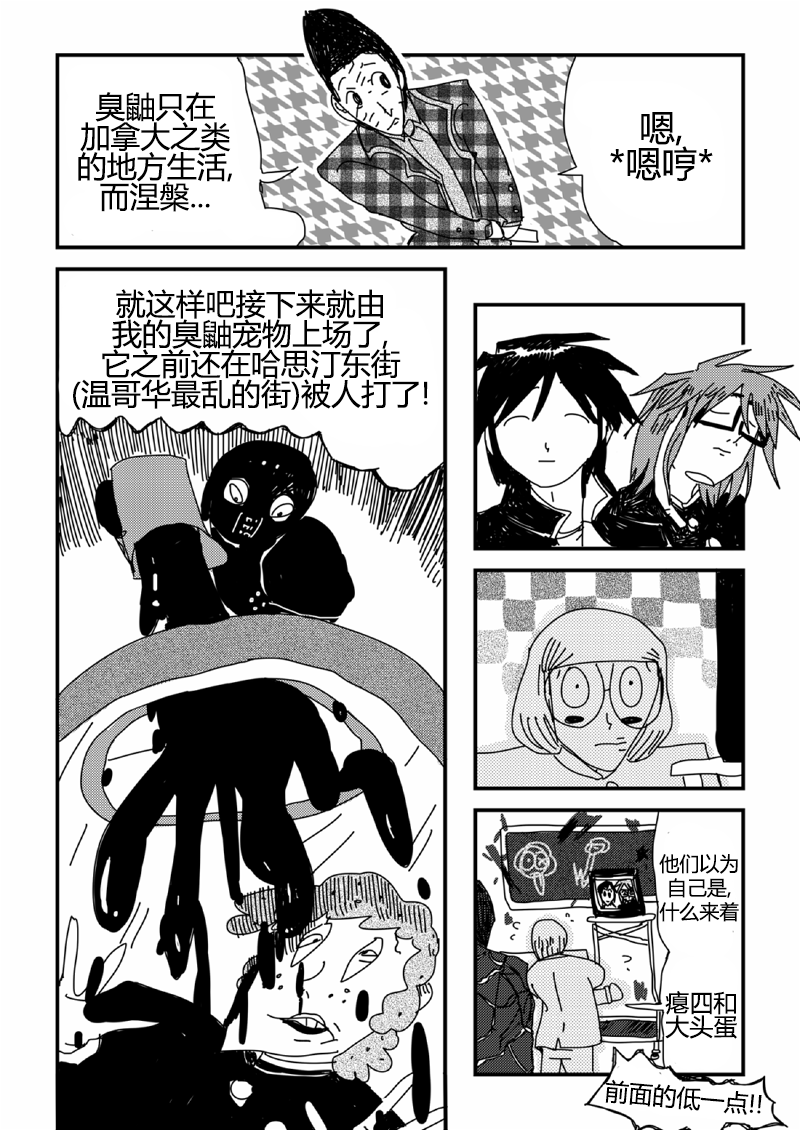 嗯,
*嗯哼*
臭鼬只在
加拿大之类
的地方生活,
而涅槃...
就这样吧接下来就由
我的臭鼬宠物上场了,
它之前还在哈思汀东街
(温哥华最乱的街)被人打了!
他们以为
自己是,
什么来着
瘪四和
大头蛋
前面的低一点!!